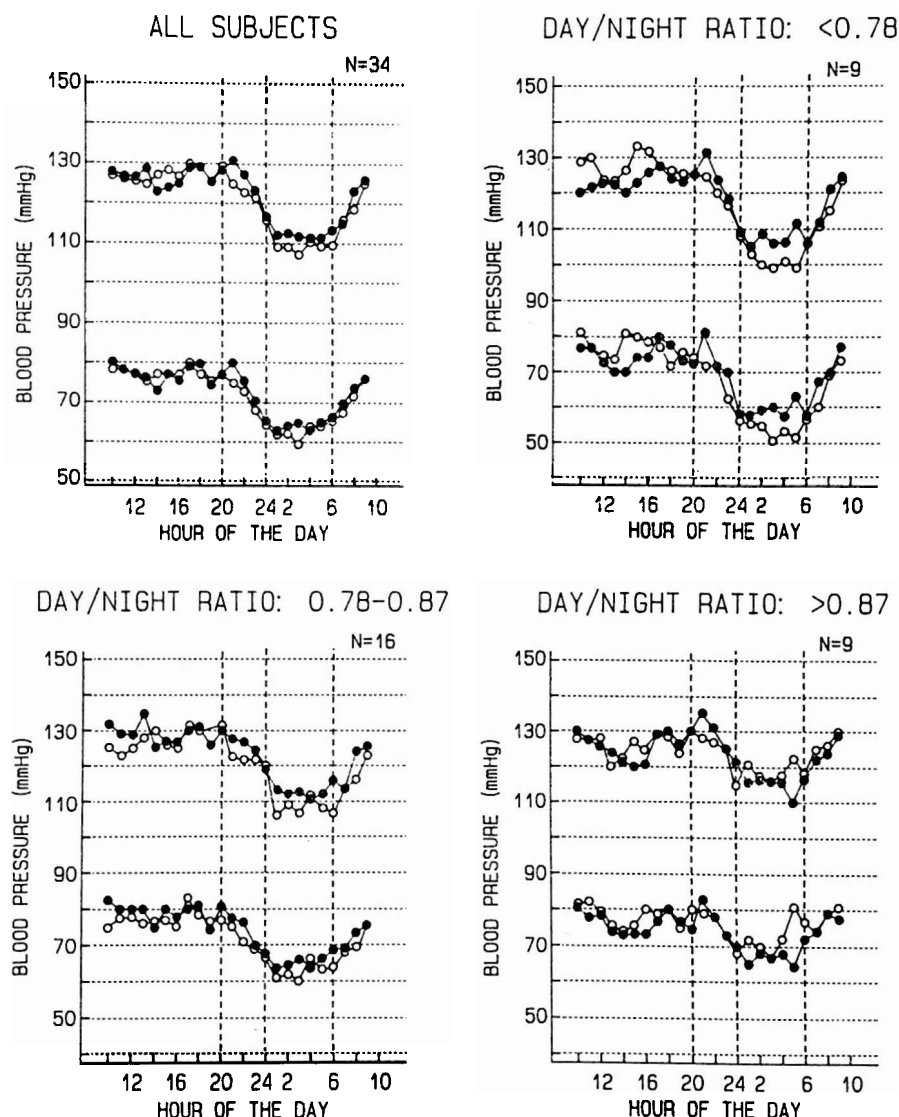 ALL SUBJECTS
N=34
150
130
110
90
70
50
BLOOD PRESSURE (mmHg)
12 16 20 24 2 6 10
HOUR OF THE DAY
DAY/NIGHT RATIO: <0.78
N=9
150
130
110
90
70
50
BLOOD PRESSURE (mmHg)
12 16 20 24 2 6 10
HOUR OF THE DAY
DAY/NIGHT RATIO: 0.78-0.87
N=16
150
130
110
90
70
50
BLOOD PRESSURE (mmHg)
12 16 20 24 2 6 10
HOUR OF THE DAY
DAY/NIGHT RATIO: >0.87
N=9
150
130
110
90
70
50
BLOOD PRESSURE (mmHg)
12 16 20 24 2 6 10
HOUR OF THE DAY